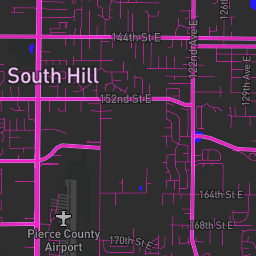 126th
144th St E
122nd Ave E
South Hill
129th Ave E
152nd St E
164th St E
168th St E
Pierce County
Airport
170th St E